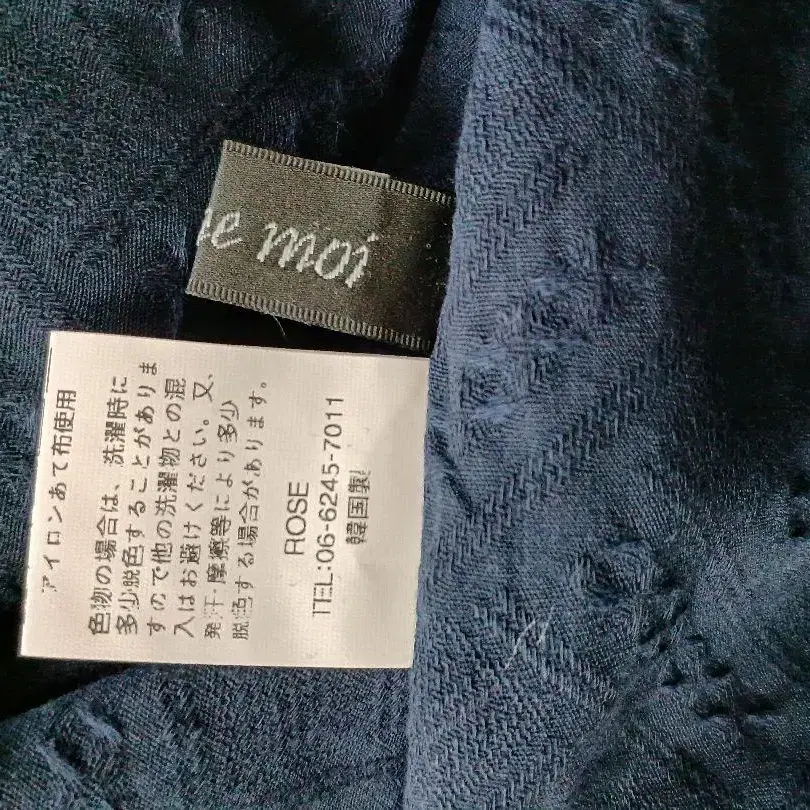 moi
アイロンあて布使用
色物の場合は、洗濯時に
多少脱色することがありま
すので他の洗濯物との混
入はお避けください。又、
発汗・摩擦等により多少
脱色する場合があります。
ROSE
TEL:06-6245-7011
韓国製